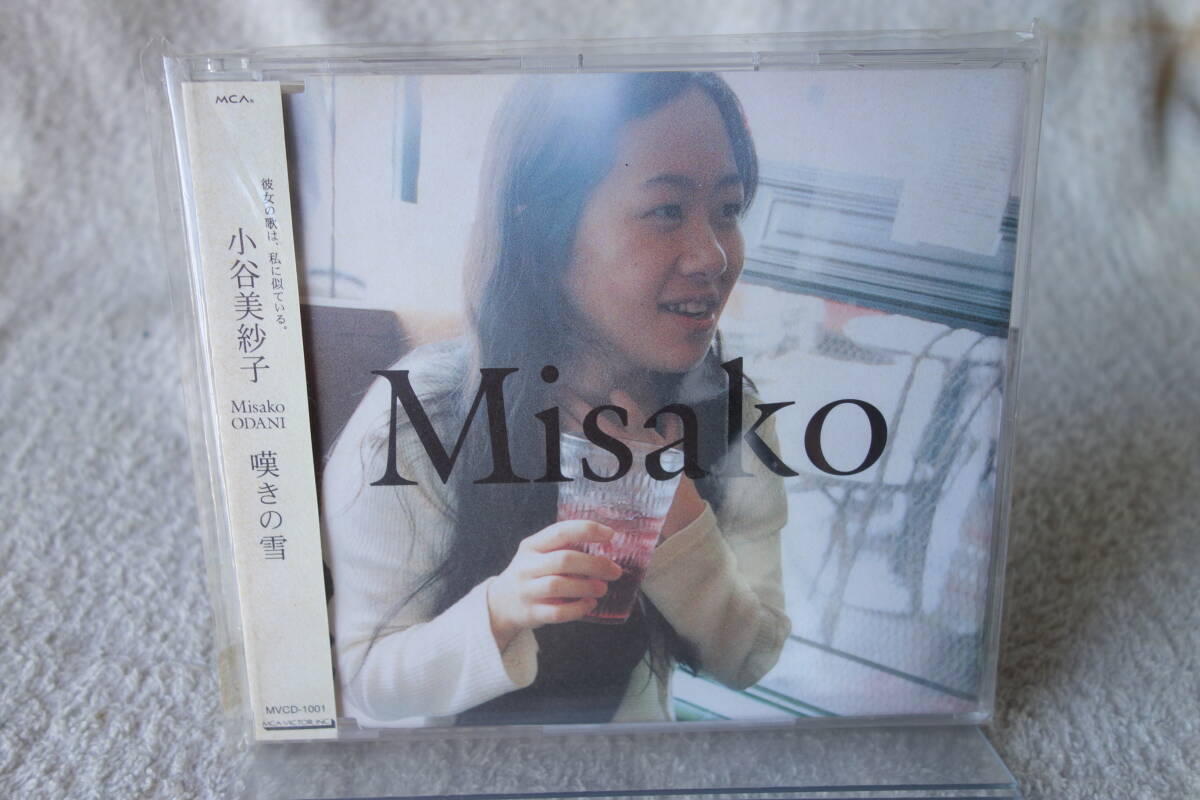 MCA
彼女の歌は、私に似ている。
小谷美紗子
Misako
ODANI
嘆きの雪
MVCD-1001
MCA VICTOR, INC.
Misako